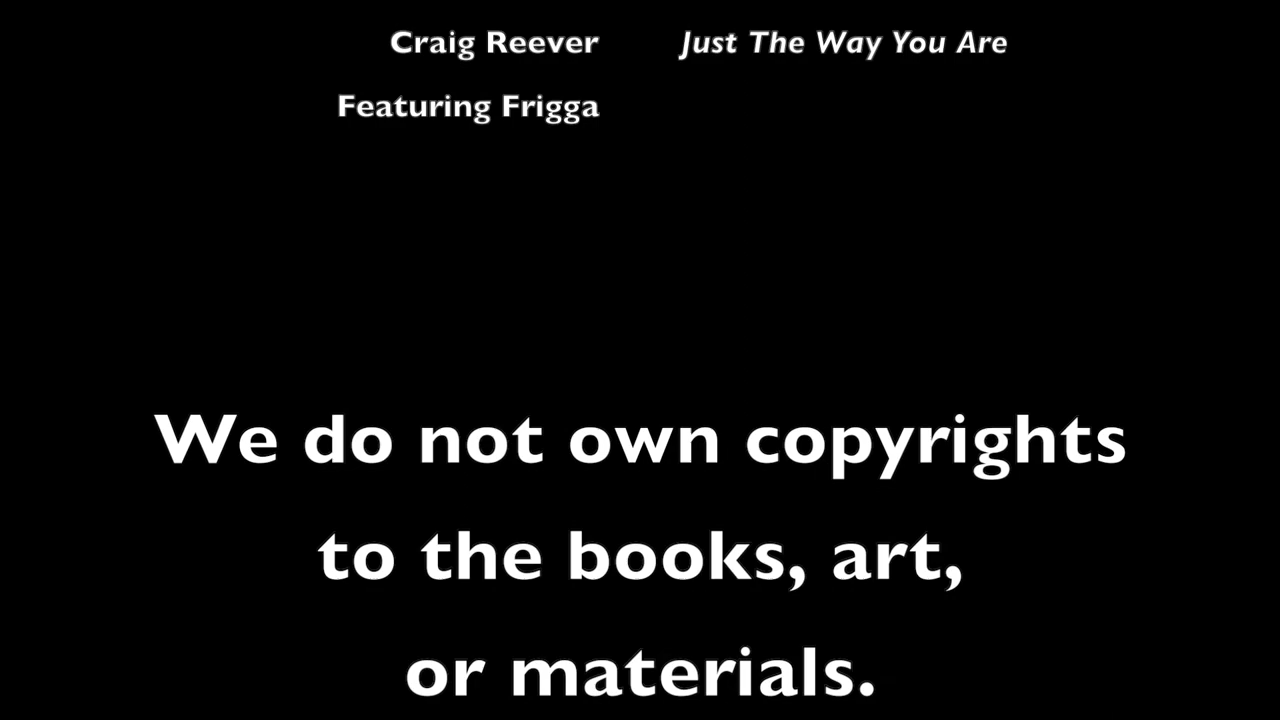 Craig Reever Just The Way You Are
Featuring Frigga
We do not own copyrights
to the books, art,
or materials.